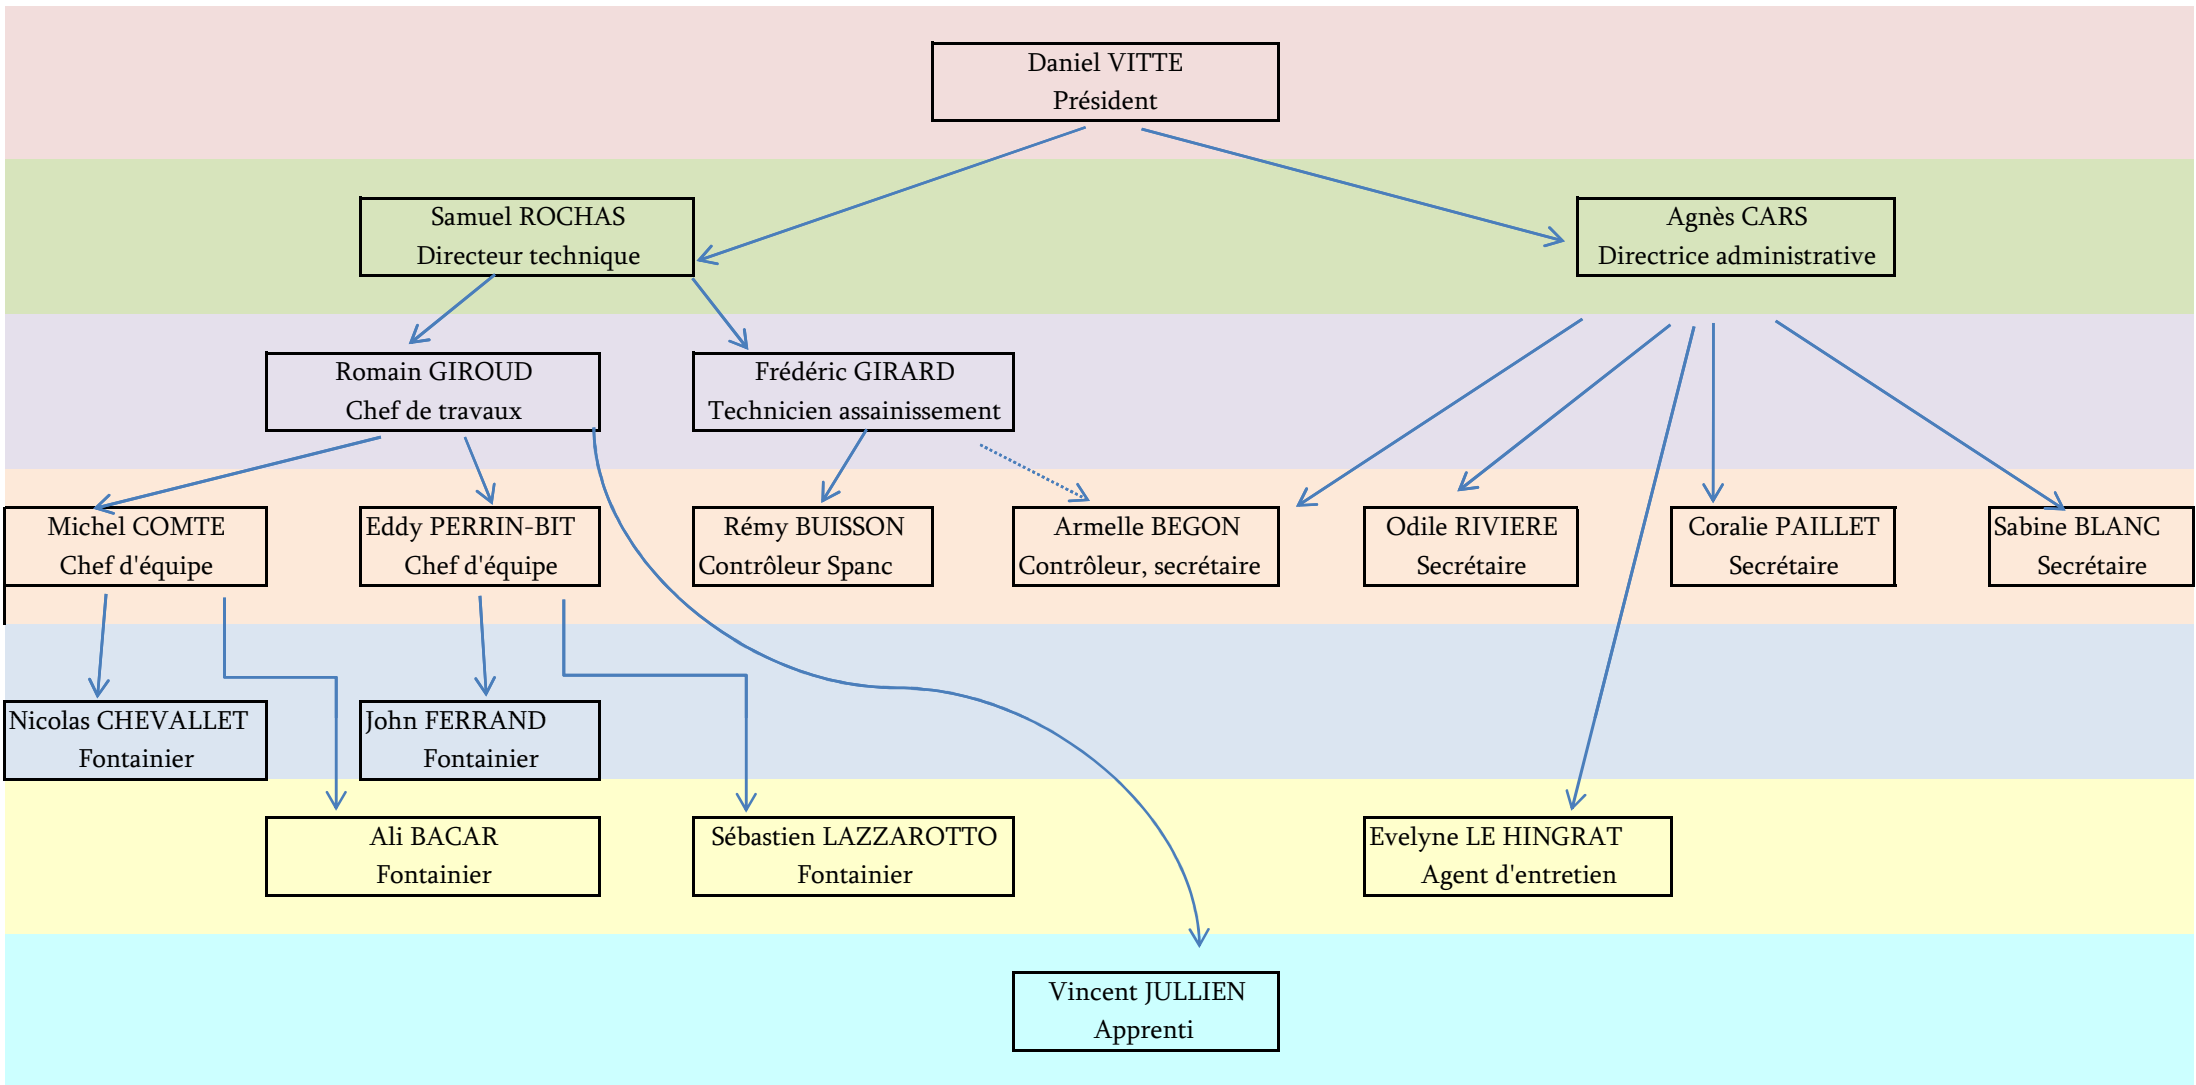 Daniel VITTE
Président
Samuel ROCHAS
Directeur technique
Agnès CARS
Directrice administrative
Romain GIROUD
Chef de travaux
Frédéric GIRARD
Technicien assainissement
Michel COMTE
Chef d'équipe
Eddy PERRIN-BIT
Chef d'équipe
Rémy BUISSON
Contrôleur Spanc
Armelle BEGON
Contrôleur, secrétaire
Odile RIVIERE
Secrétaire
Coralie PAILLET
Secrétaire
Sabine BLANC
Secrétaire
Nicolas CHEVALLET
Fontainier
John FERRAND
Fontainier
Ali BACAR
Fontainier
Sébastien LAZZAROTTO
Fontainier
Evelyne LE HINGRAT
Agent d'entretien
Vincent JULLIEN
Apprenti